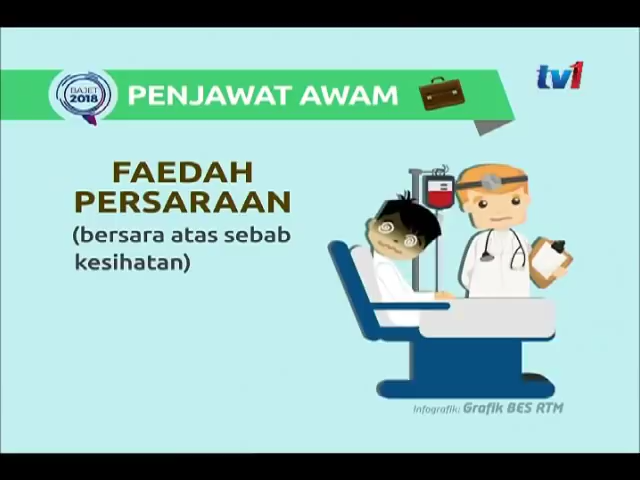 BAJET
2018
PENJAWAT AWAM
tv1
FAEDAH
PERSARAAN
(bersara atas sebab
kesihatan)
Infografik: Grafik BES RTM